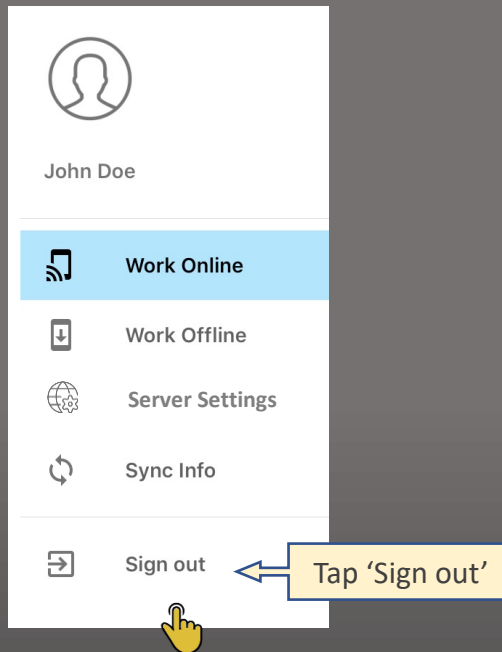 John Doe
Work Online
Work Offline
Server Settings
Sync Info
Sign out
Tap ‘Sign out’